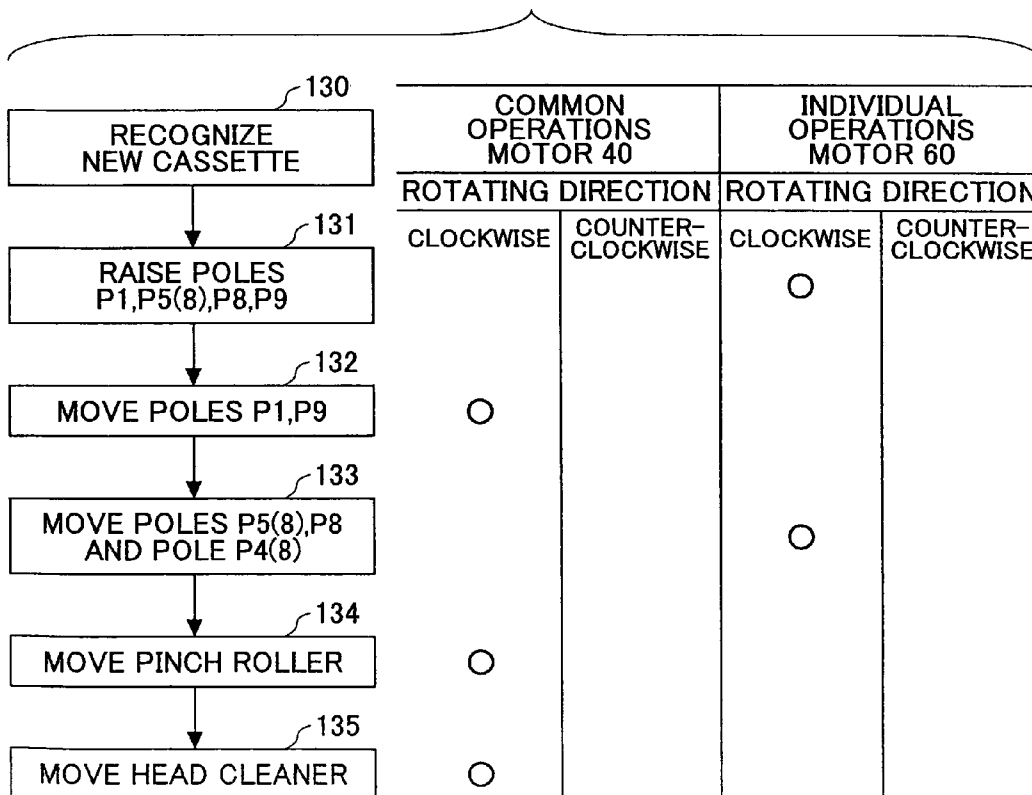 130
RECOGNIZE
NEW CASSETTE
131
RAISE POLES
P1,P5(8),P8,P9
132
MOVE POLES P1,P9
133
MOVE POLES P5(8),P8
AND POLE P4(8)
134
MOVE PINCH ROLLER
135
MOVE HEAD CLEANER
COMMON
OPERATIONS
MOTOR 40
INDIVIDUAL
OPERATIONS
MOTOR 60
ROTATING DIRECTION
ROTATING DIRECTION
CLOCKWISE
COUNTER-
CLOCKWISE
CLOCKWISE
COUNTER-
CLOCKWISE